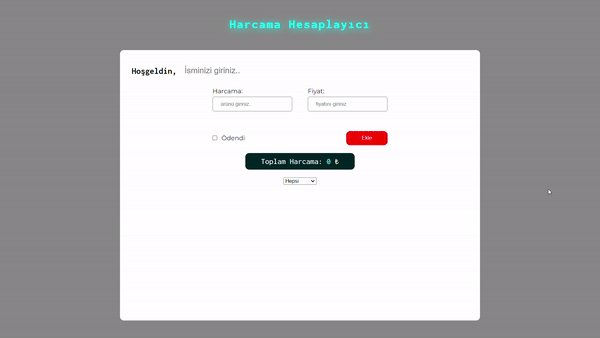 Harcama Hesaplayıcı
Hoşgeldin, İsminizi giriniz..
Harcama: Fiyat:
ürünü giriniz. fiyatını giriniz
Ödendi Ekle
Toplam Harcama: 0 ₺
Hepsi